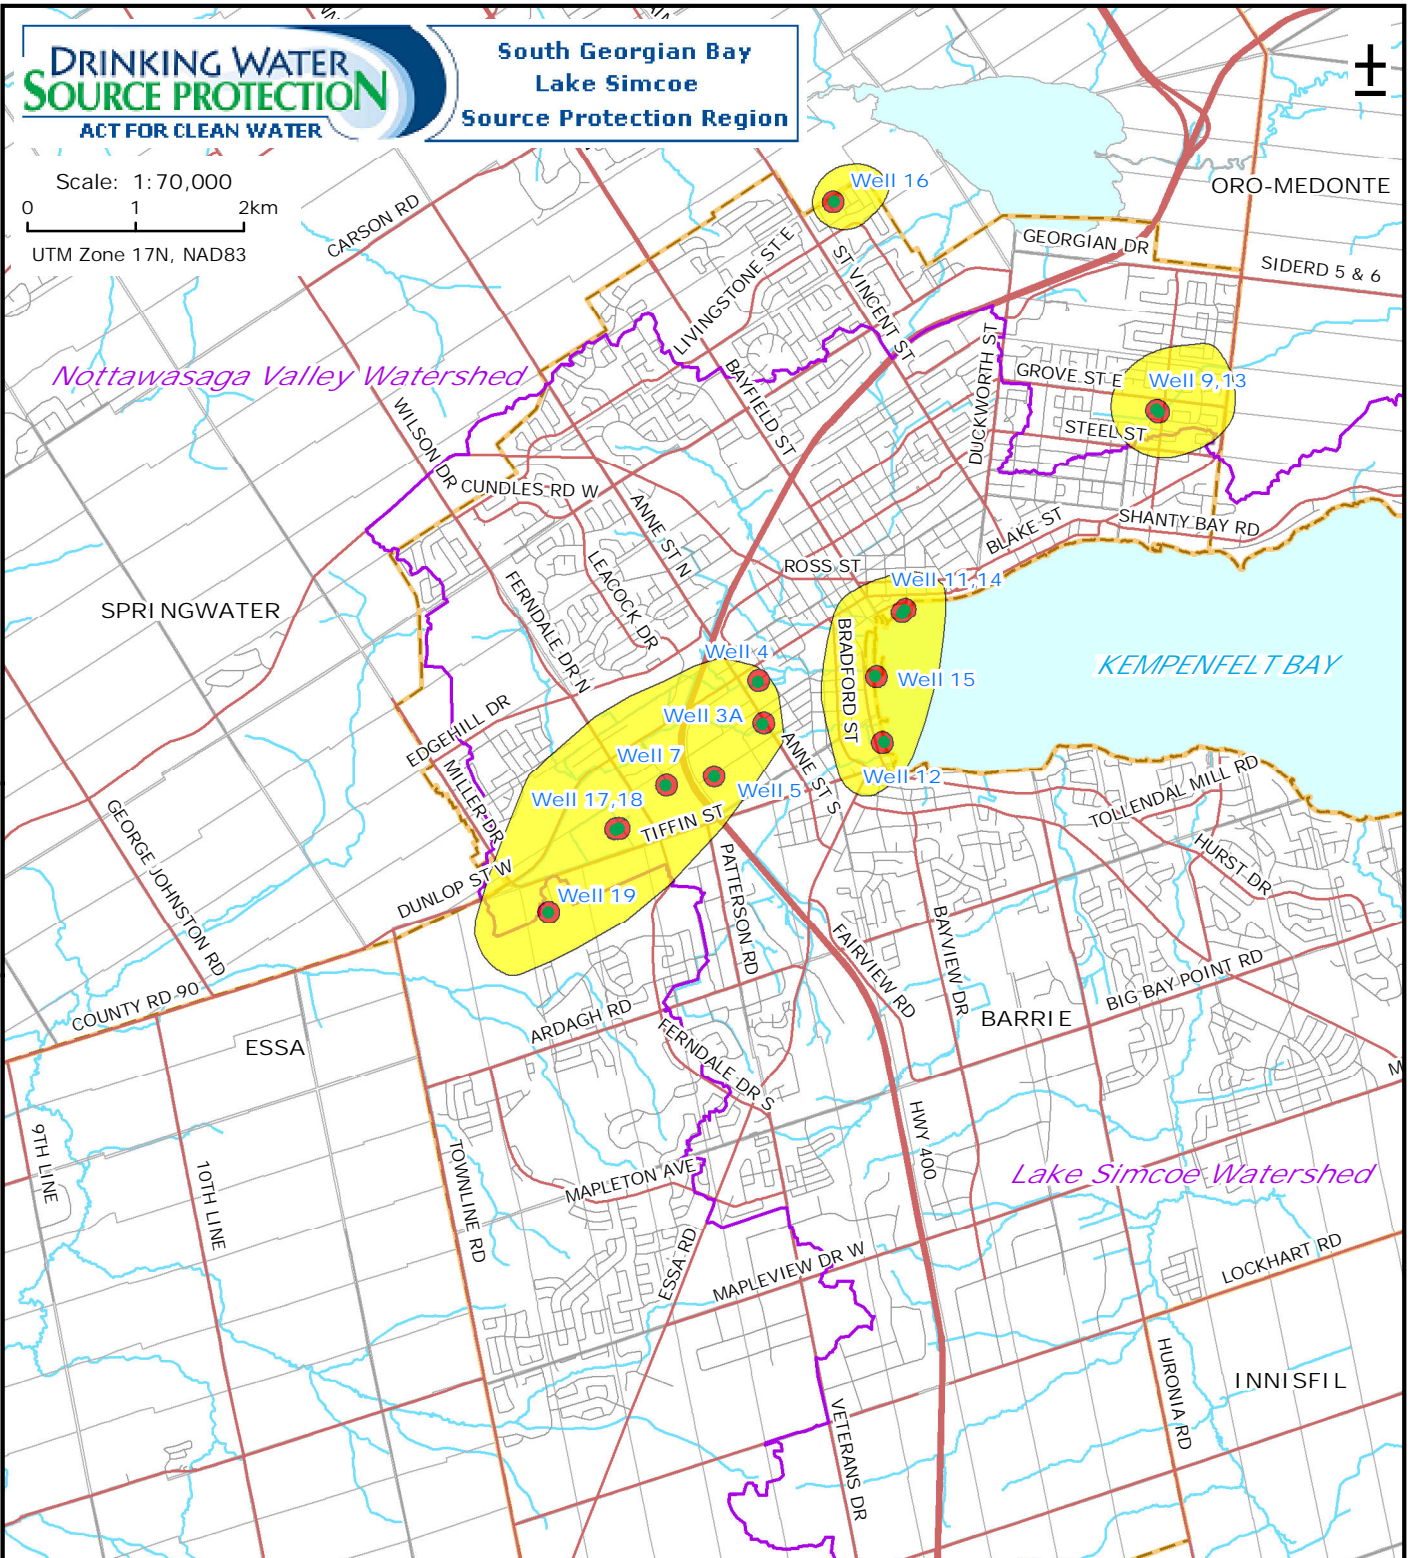 DRINKING WATER
SOURCE PROTECTION
ACT FOR CLEAN WATER
South Georgian Bay
Lake Simcoe
Source Protection Region
±
Scale: 1:70,000
0 1 2km
UTM Zone 17N, NAD83
CARSON RD
Well 16
ORO-MEDONTE
GEORGIAN DR
SIDERD 5 & 6
LIVINGSTONE ST E
ST VINCENT ST
Nottawasaga Valley Watershed
BAYFIELD ST
DUCKWORTH ST
GROVE ST E
Well 9,13
STEEL ST
WILSON DR
CUNDLES RD W
ANNE ST N
BLAKE ST
SHANTY BAY RD
ROSS ST
Well 11,14
SPRINGWATER
FERNDALE DR N
LEACOCK DR
BRADFORD ST
Well 4
KEMPENFELT BAY
Well 15
EDGEHILL DR
Well 3A
ANNE ST S
Well 7
Well 12
MILLER DR
Well 17,18
Well 5
TIFFIN ST
TOLLENDAL MILL RD
GEORGE JOHNSTON RD
HURST DR
DUNLOP ST W
Well 19
PATTERSON RD
FAIRVIEW RD
BAYVIEW DR
BIG BAY POINT RD
COUNTY RD 90
ARDAGH RD
BARRIE
ESSA
FERNDALE DR S
M
9TH LINE
10TH LINE
TOWNLINE RD
HWY 400
MAPLETON AVE
Lake Simcoe Watershed
ESSA RD
MAPLEVIEW DR W
LOCKHART RD
HURONIA RD
INNISFIL
VETERANS DR